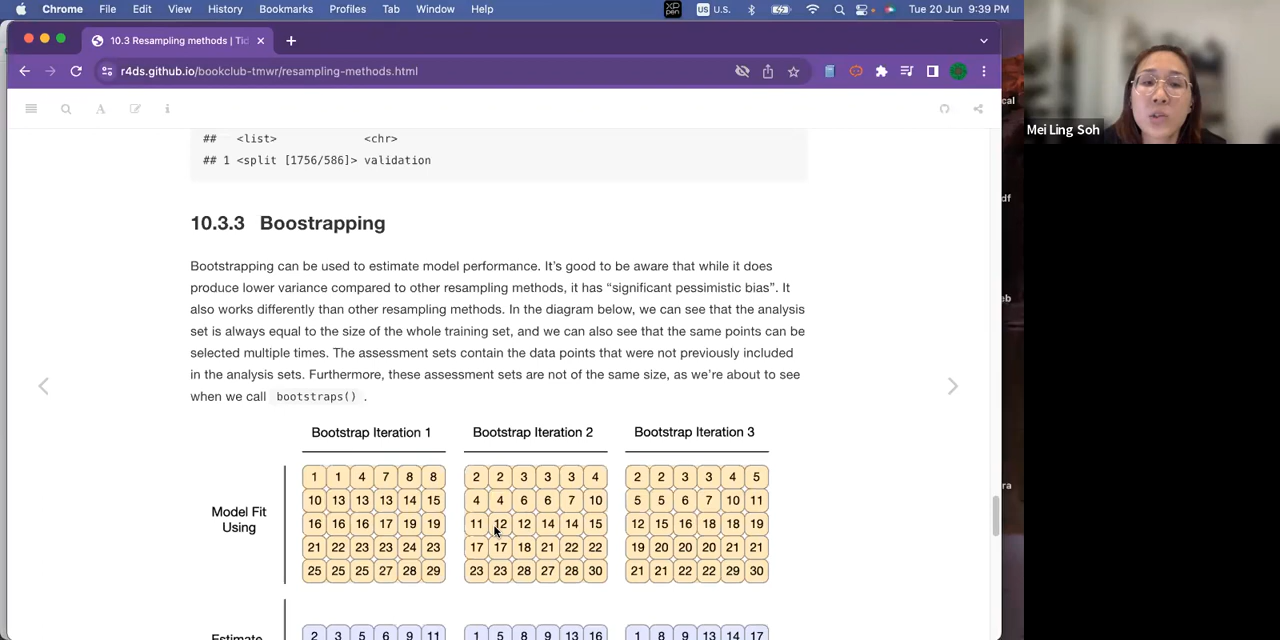 Chrome File Edit View History Bookmarks Profiles Tab Window Help
XP PEN US U.S. Tue 20 Jun 9:39 PM
10.3 Resampling methods | Tid
r4ds.github.io/bookclub-tmwr/resampling-methods.html
## <list> <chr>
## 1 <split [1756/586]> validation
10.3.3 Boostrapping
Bootstrapping can be used to estimate model performance. It's good to be aware that while it does
produce lower variance compared to other resampling methods, it has “significant pessimistic bias”. It
also works differently than other resampling methods. In the diagram below, we can see that the analysis
set is always equal to the size of the whole training set, and we can also see that the same points can be
selected multiple times. The assessment sets contain the data points that were not previously included
in the analysis sets. Furthermore, these assessment sets are not of the same size, as we're about to see
when we call bootstraps() .
Bootstrap Iteration 1 Bootstrap Iteration 2 Bootstrap Iteration 3
Model Fit
Using
1 1 4 7 8 8 2 2 3 3 3 4 2 2 3 3 4 5
10 13 13 13 14 15 4 4 6 6 7 10 5 5 6 7 10 11
16 16 16 17 19 19 11 12 12 14 14 15 12 15 16 18 18 19
21 22 23 23 24 23 17 17 18 21 22 22 19 20 20 20 21 21
25 25 25 27 28 29 23 23 28 27 28 30 21 21 22 22 29 30
Estimate
2 3 5 6 9 11 1 5 8 9 13 16 1 8 9 13 14 17
Mei Ling Soh
cal
df
eb
ra